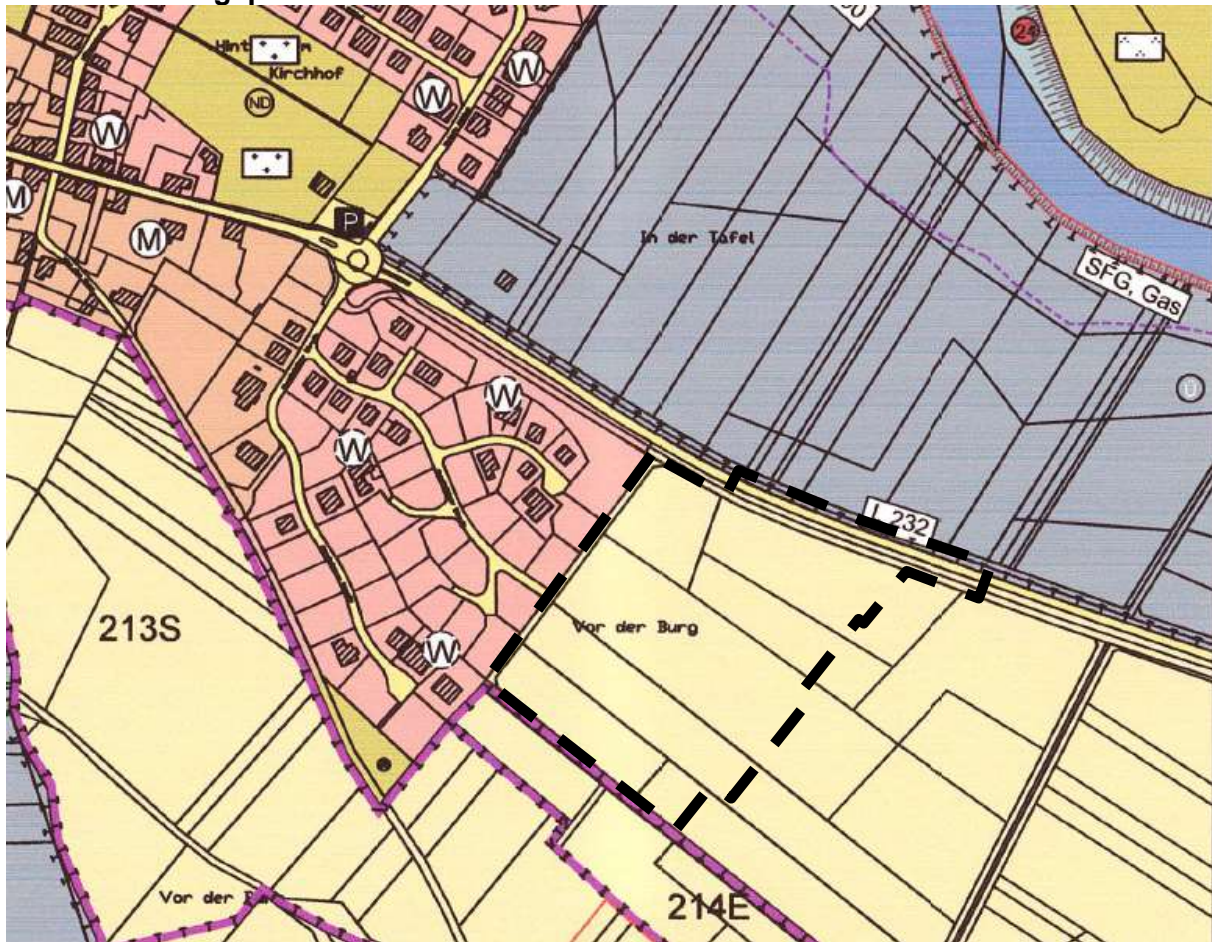 Kirchhof
ND
W
W
W
M
M
P
24
In der Tafel
SFG, Gas
Ü
W
W
L 232
213S
Vor der Burg
W
Vor der
214E